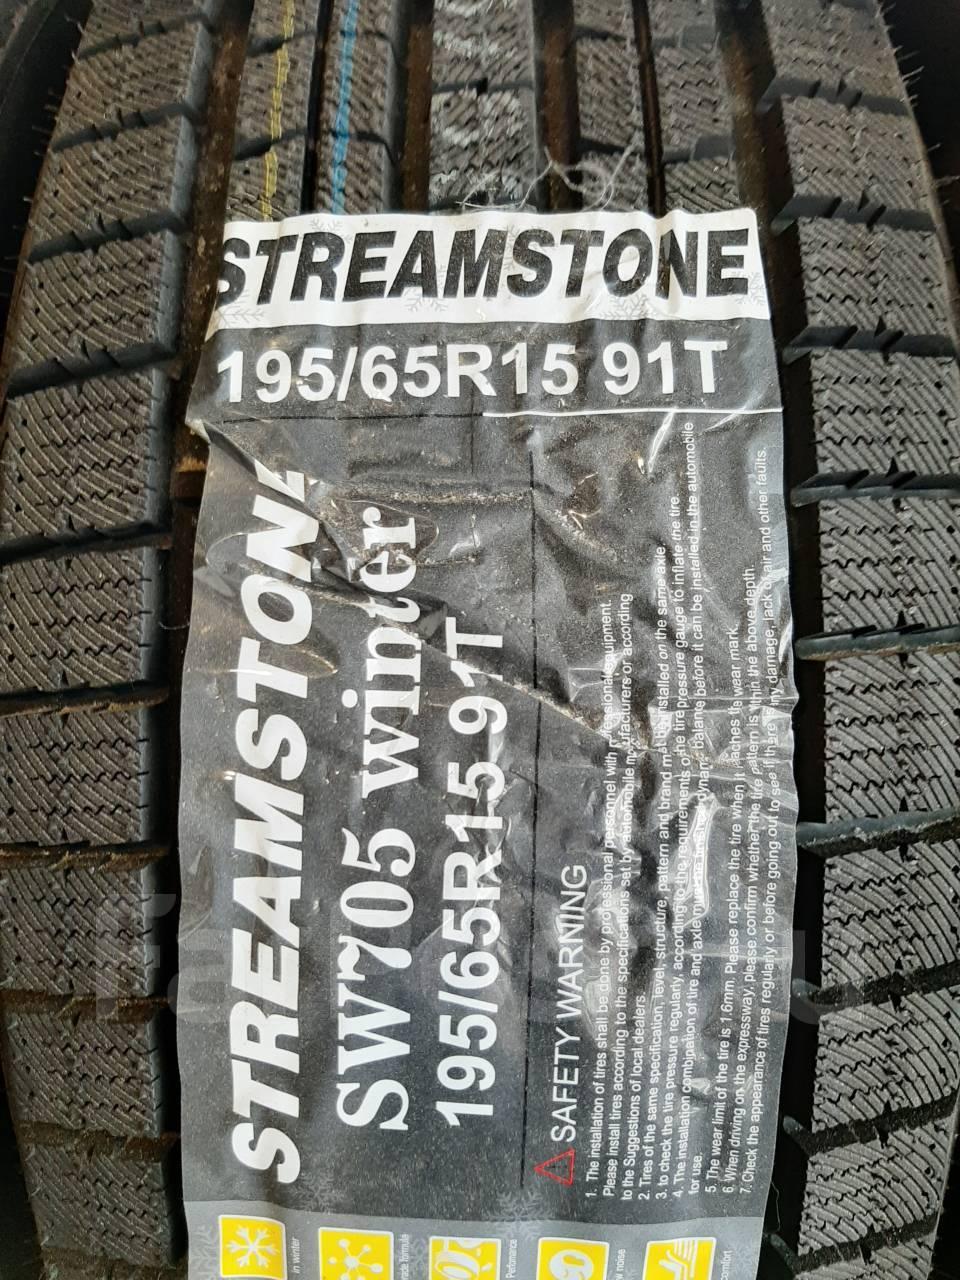 STREAMSTONE
195/65R15 91T
STREAMSTONE
SW705 winter
195/65R15 91T
SAFETY WARNING
1. The installation of tires shall be done by professional personnel with professional equipment.
Please install tires according to the specifications set by automobile manufacturers or according
to the Suggestions of local dealers.
2. Tires of the same specification, level, structure, pattern and brand must be installed on the same axle.
3. to check the tire pressure regularly, according to the requirements of the tire pressure gauge to inflate the tire.
4. The installation combination of tire and axle must be dynamic balance before it can be installed in the automobile
for use.
5. The wear limit of the tire is 1.6mm. Please replace the tire when it reaches the wear mark.
6. When driving on the expressway, please confirm whether the tire pattern is within the above depth.
7. Check the appearance of tires regularly or before going out to see if there is any damage, lack of air and other faults.
in winter
formula
noise
comfort